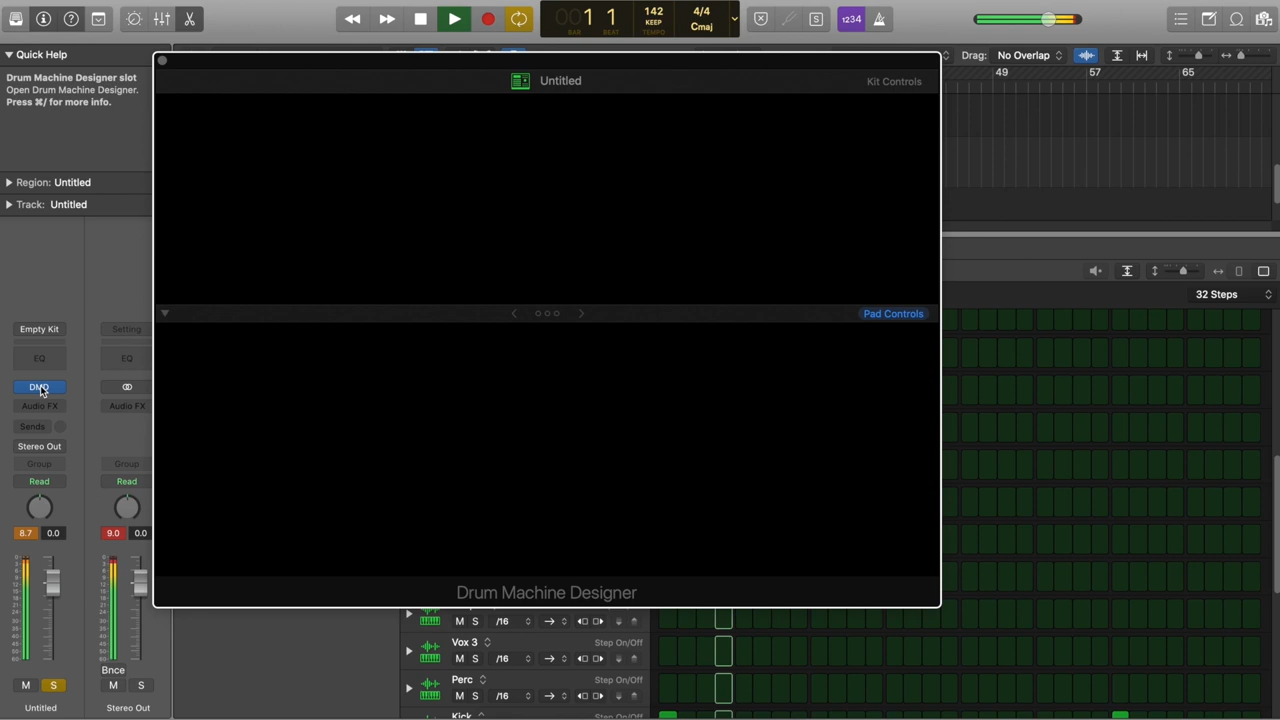 142
KEEP
TEMPO
4/4
Cmaj
1 1
BAR
BEAT
1234
Quick Help
Drum Machine Designer slot
Open Drum Machine Designer.
Press ⌘/ for more info.
Region: Untitled
Track: Untitled
Drag: No Overlap
49
57
65
32 Steps
Untitled
Kit Controls
Pad Controls
Drum Machine Designer
Empty Kit
Setting
EQ
EQ
DMD
Audio FX
Audio FX
Sends
Stereo Out
Group
Group
Read
Read
8.7
0.0
9.0
0.0
Bnce
M
S
M
S
Untitled
Stereo Out
M S /16
Vox 3
Step On/Off
M S /16
Perc
Step On/Off
M S /16
Kick
Step On/Off